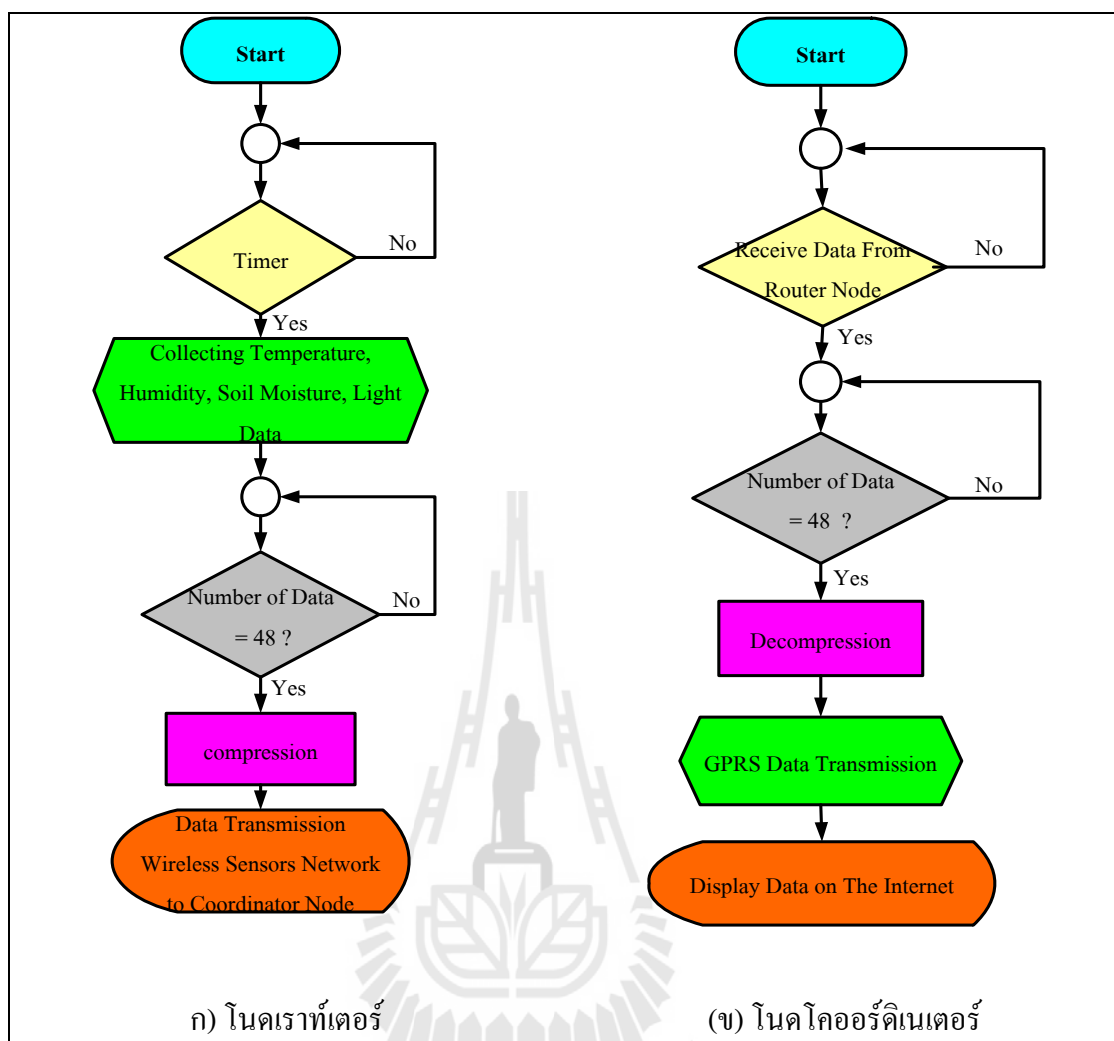 Start
Timer
No
Yes
Collecting Temperature,
Humidity, Soil Moisture, Light
Data
Number of Data
= 48 ?
No
Yes
compression
Data Transmission
Wireless Sensors Network
to Coordinator Node
ก) โนดเราท์เตอร์
Start
Receive Data From
Router Node
No
Yes
Number of Data
= 48 ?
No
Yes
Decompression
GPRS Data Transmission
Display Data on The Internet
(ข) โนดโคออร์ดิเนเตอร์